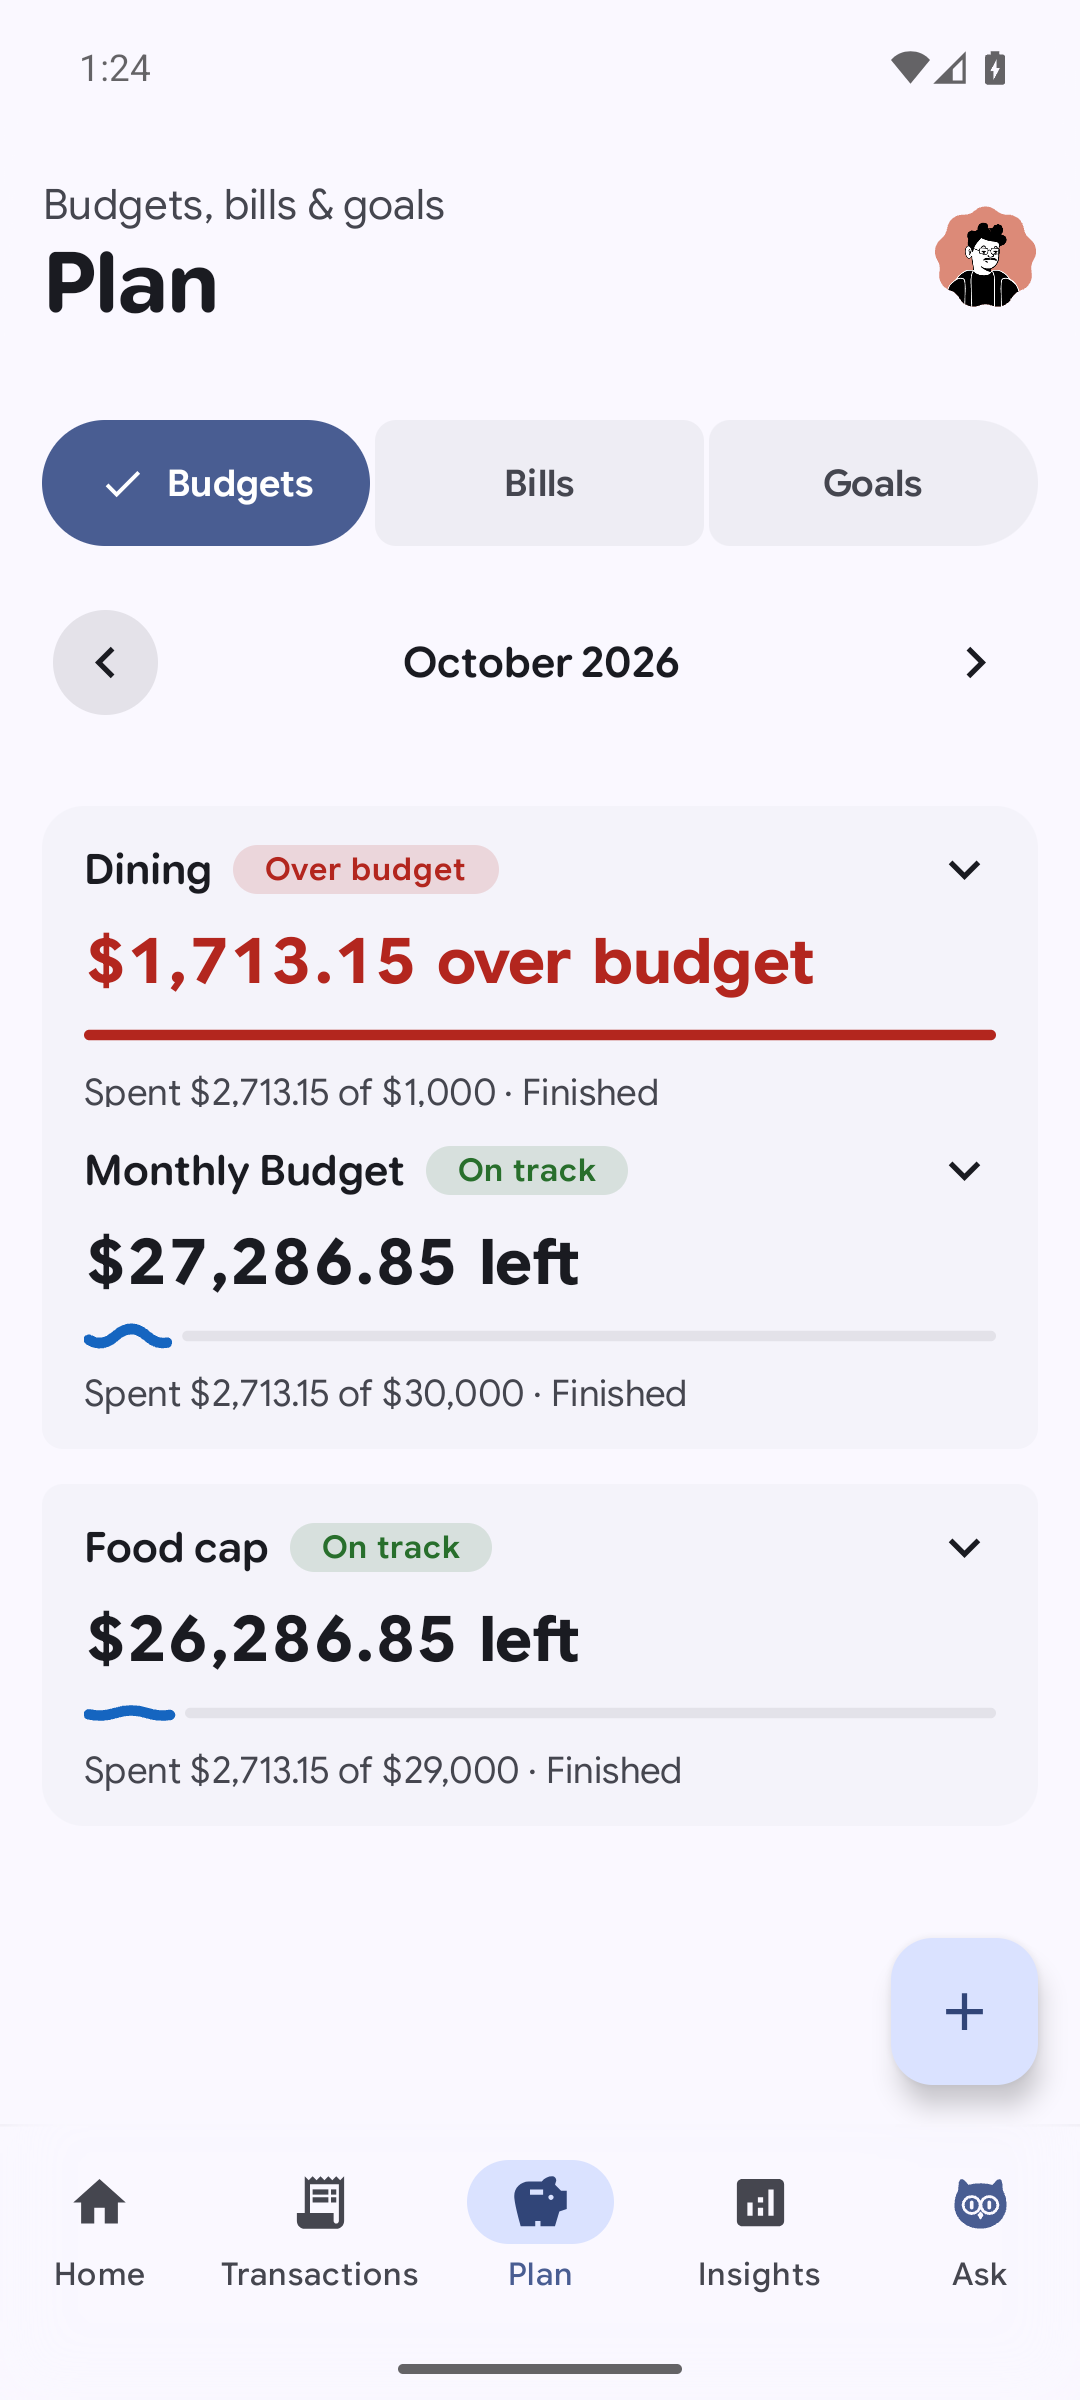 1:24
Budgets, bills & goals
Plan
Budgets
Bills
Goals
October 2026
Dining
Over budget
$1,713.15 over budget
Spent $2,713.15 of $1,000 · Finished
Monthly Budget
On track
$27,286.85 left
Spent $2,713.15 of $30,000 · Finished
Food cap
On track
$26,286.85 left
Spent $2,713.15 of $29,000 · Finished
Home
Transactions
Plan
Insights
Ask